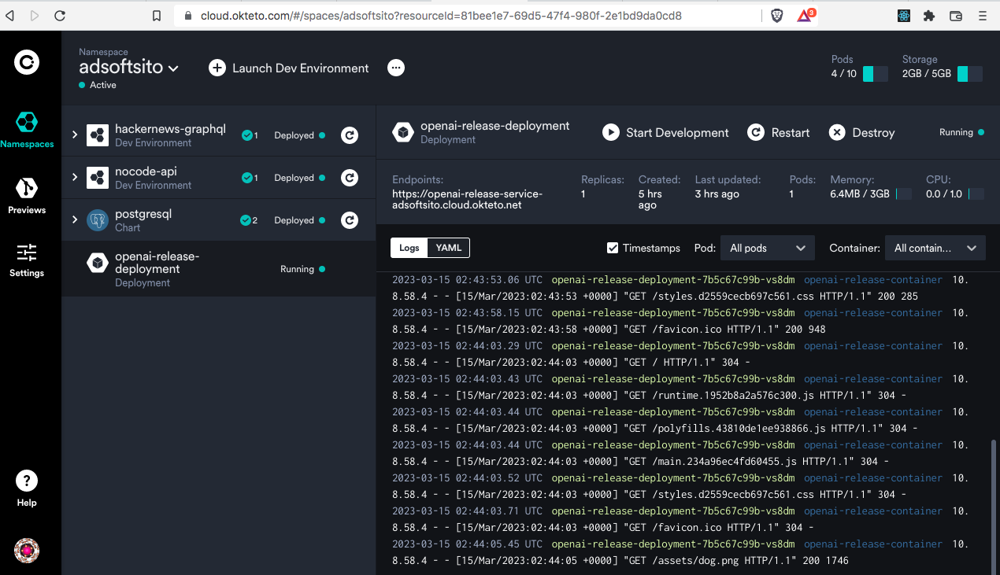 cloud.okteto.com/#/spaces/adsoftsito?resourceId=81bee1e7-69d5-47f4-980f-2e1bd9da0cd8
3
Namespace
adsoftsito
Active
Launch Dev Environment
Pods
4 / 10
Storage
2GB / 5GB
Namespaces
Previews
Settings
?
Help
hackernews-graphql
Dev Environment
1
Deployed
nocode-api
Dev Environment
1
Deployed
postgresql
Chart
2
Deployed
openai-release-
deployment
Deployment
Running
openai-release-deployment
Deployment
Start Development
Restart
Destroy
Running
Endpoints:
https://openai-release-service-
adsoftsito.cloud.okteto.net
Replicas:
1
Created:
5 hrs
ago
Last updated:
3 hrs ago
Pods:
1
Memory:
6.4MB / 3GB
CPU:
0.0 / 1.0
Logs
YAML
Timestamps
Pod:
All pods
Container:
All contain...
2023-03-15 02:43:53.06 UTC openai-release-deployment-7b5c67c99b-vs8dm openai-release-container 10.
8.58.4 - - [15/Mar/2023:02:43:53 +0000] "GET /styles.d2559cecb697c561.css HTTP/1.1" 200 285
2023-03-15 02:43:58.15 UTC openai-release-deployment-7b5c67c99b-vs8dm openai-release-container 10.
8.58.4 - - [15/Mar/2023:02:43:58 +0000] "GET /favicon.ico HTTP/1.1" 200 948
2023-03-15 02:44:03.29 UTC openai-release-deployment-7b5c67c99b-vs8dm openai-release-container 10.
8.58.4 - - [15/Mar/2023:02:44:03 +0000] "GET / HTTP/1.1" 304 -
2023-03-15 02:44:03.43 UTC openai-release-deployment-7b5c67c99b-vs8dm openai-release-container 10.
8.58.4 - - [15/Mar/2023:02:44:03 +0000] "GET /runtime.1952b8a2a576c300.js HTTP/1.1" 304 -
2023-03-15 02:44:03.44 UTC openai-release-deployment-7b5c67c99b-vs8dm openai-release-container 10.
8.58.4 - - [15/Mar/2023:02:44:03 +0000] "GET /polyfills.43810de1ee938866.js HTTP/1.1" 304 -
2023-03-15 02:44:03.44 UTC openai-release-deployment-7b5c67c99b-vs8dm openai-release-container 10.
8.58.4 - - [15/Mar/2023:02:44:03 +0000] "GET /main.234a96ec4fd60455.js HTTP/1.1" 304 -
2023-03-15 02:44:03.52 UTC openai-release-deployment-7b5c67c99b-vs8dm openai-release-container 10.
8.58.4 - - [15/Mar/2023:02:44:03 +0000] "GET /styles.d2559cecb697c561.css HTTP/1.1" 304 -
2023-03-15 02:44:03.71 UTC openai-release-deployment-7b5c67c99b-vs8dm openai-release-container 10.
8.58.4 - - [15/Mar/2023:02:44:03 +0000] "GET /favicon.ico HTTP/1.1" 304 -
2023-03-15 02:44:05.45 UTC openai-release-deployment-7b5c67c99b-vs8dm openai-release-container 10.
8.58.4 - - [15/Mar/2023:02:44:05 +0000] "GET /assets/dog.png HTTP/1.1" 200 1746